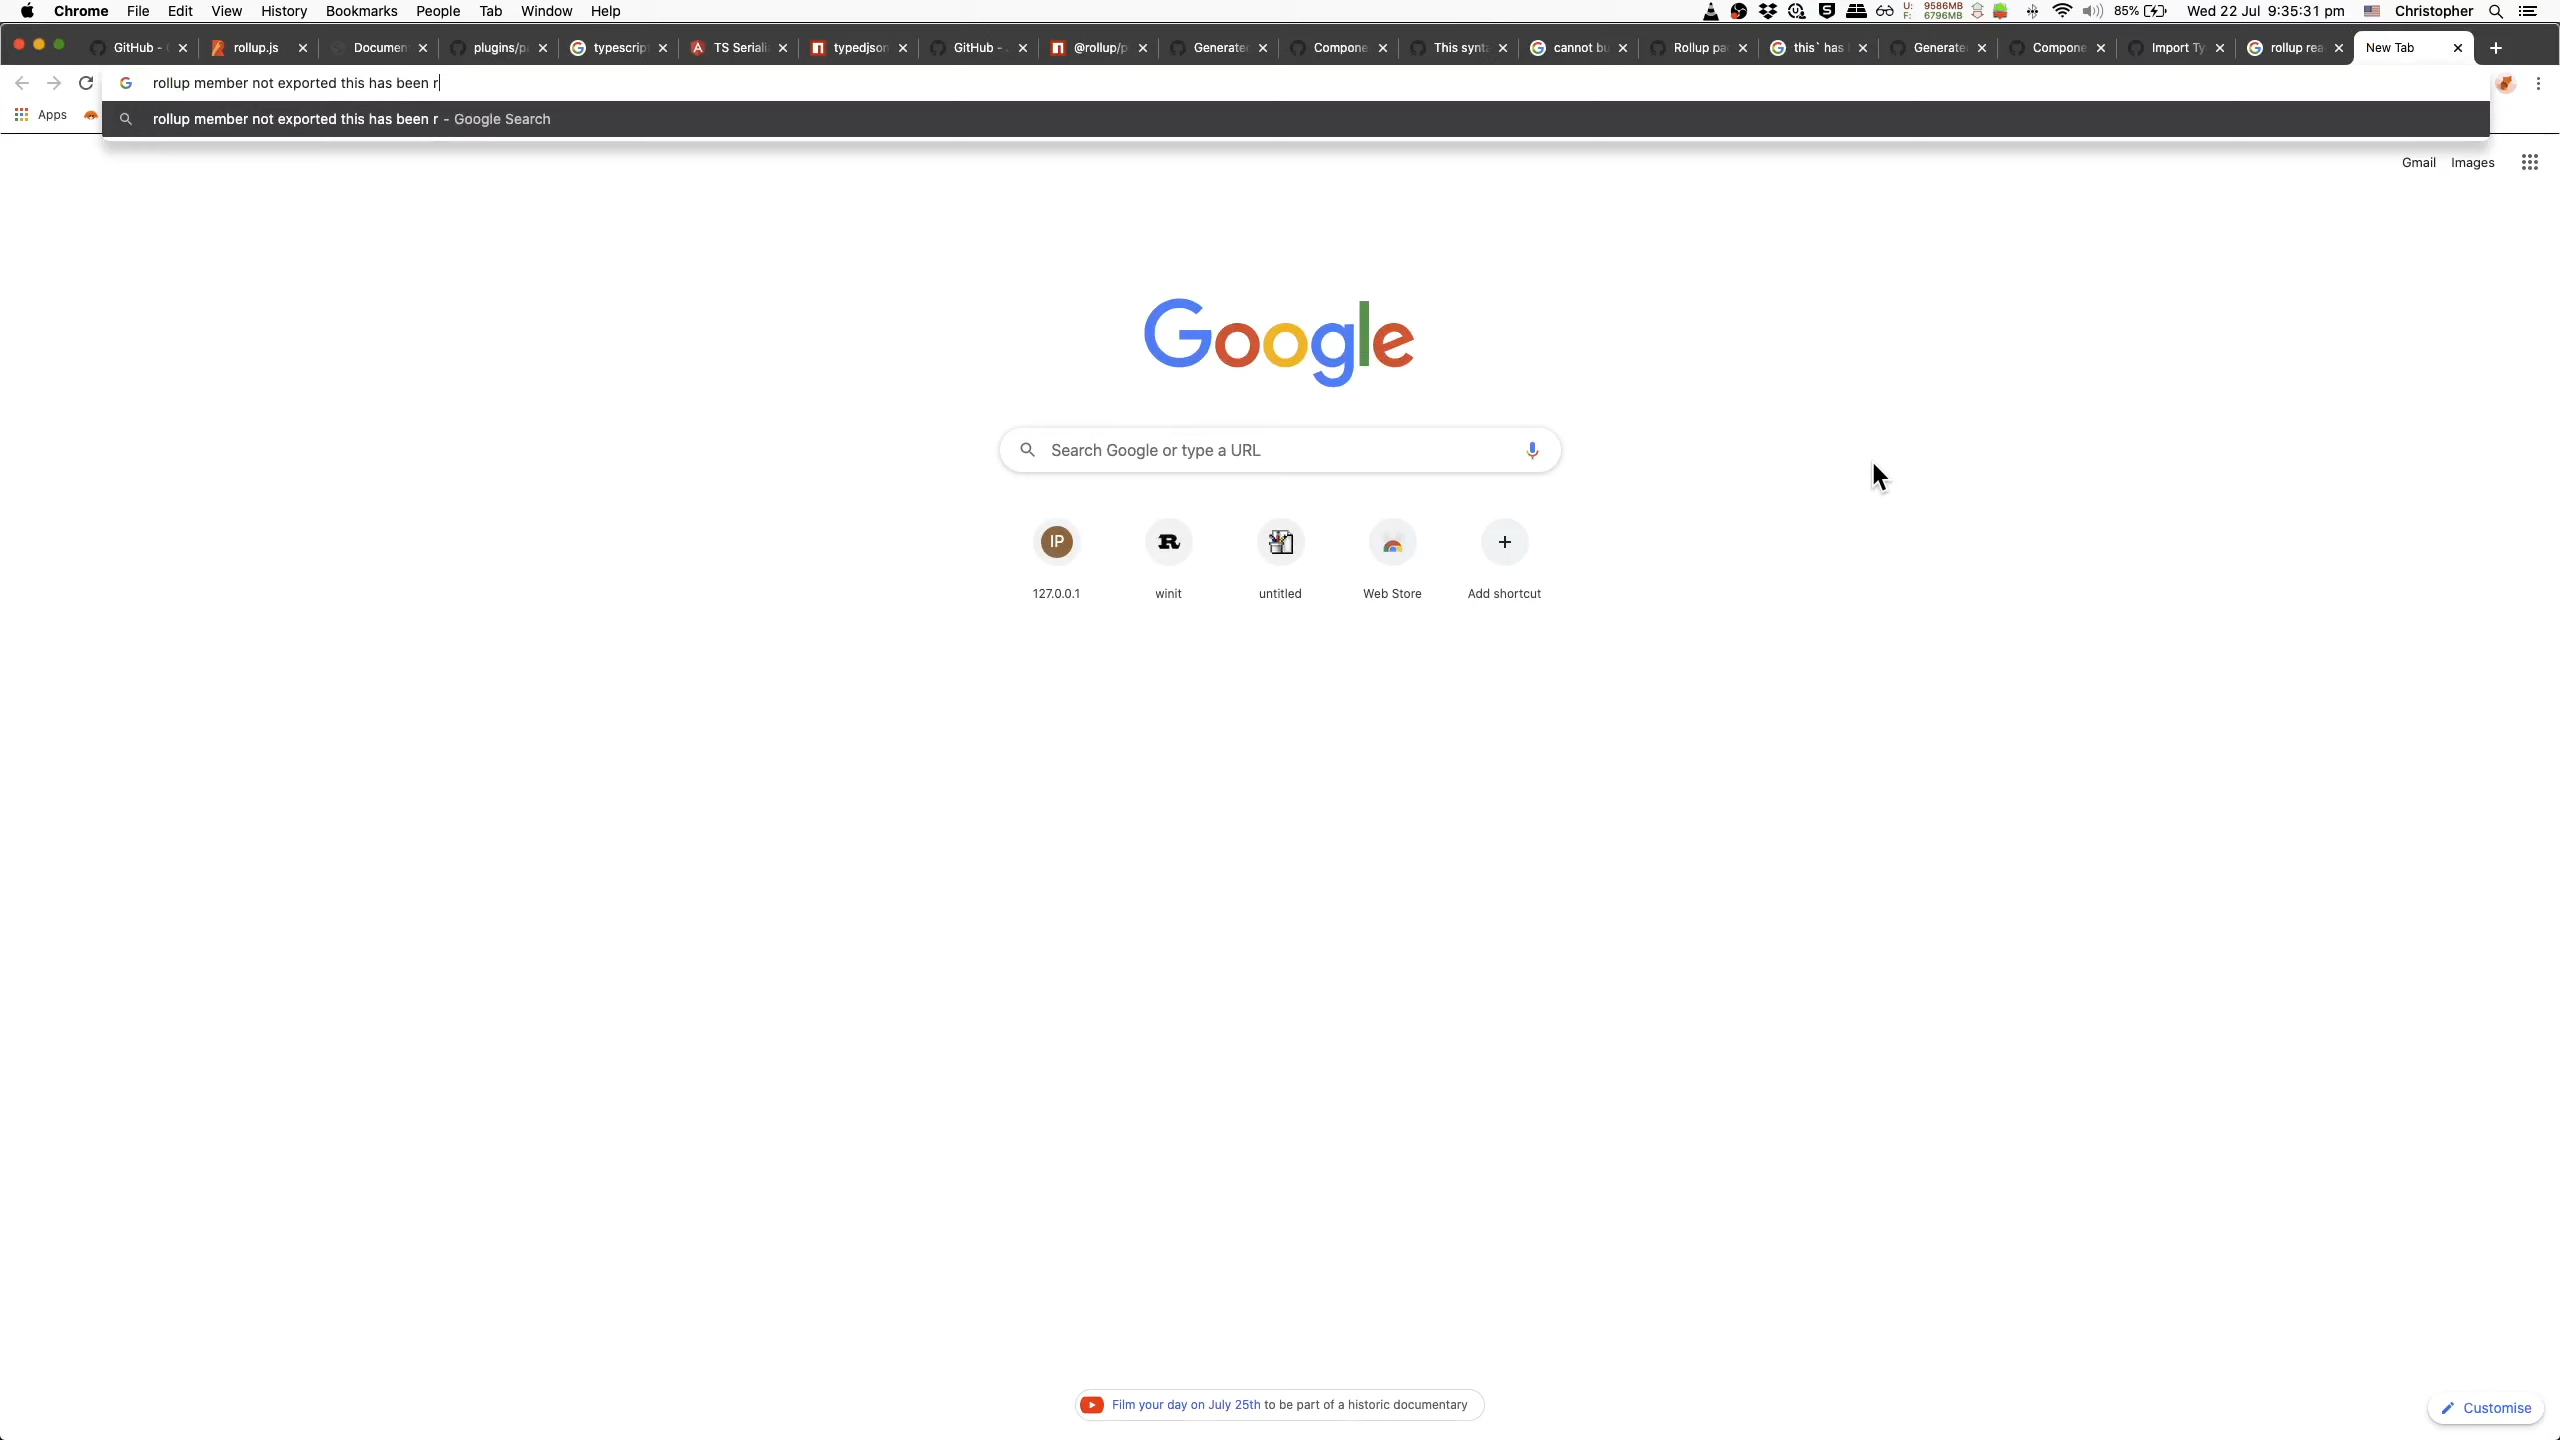 Chrome File Edit View History Bookmarks People Tab Window Help
U: 9586MB
F: 6796MB
85% Wed 22 Jul 9:35:31 pm Christopher
GitHub - rollup.js Documen plugins/p typescrip TS Seriali typedjson GitHub - @rollup/p Generate Compone This synta cannot bu Rollup pa this` has Generate Compone Import Ty rollup rea New Tab
rollup member not exported this has been r
Apps
rollup member not exported this has been r - Google Search
Gmail Images
Google
Search Google or type a URL
IP
127.0.0.1 winit untitled Web Store Add shortcut
Film your day on July 25th to be part of a historic documentary
Customise